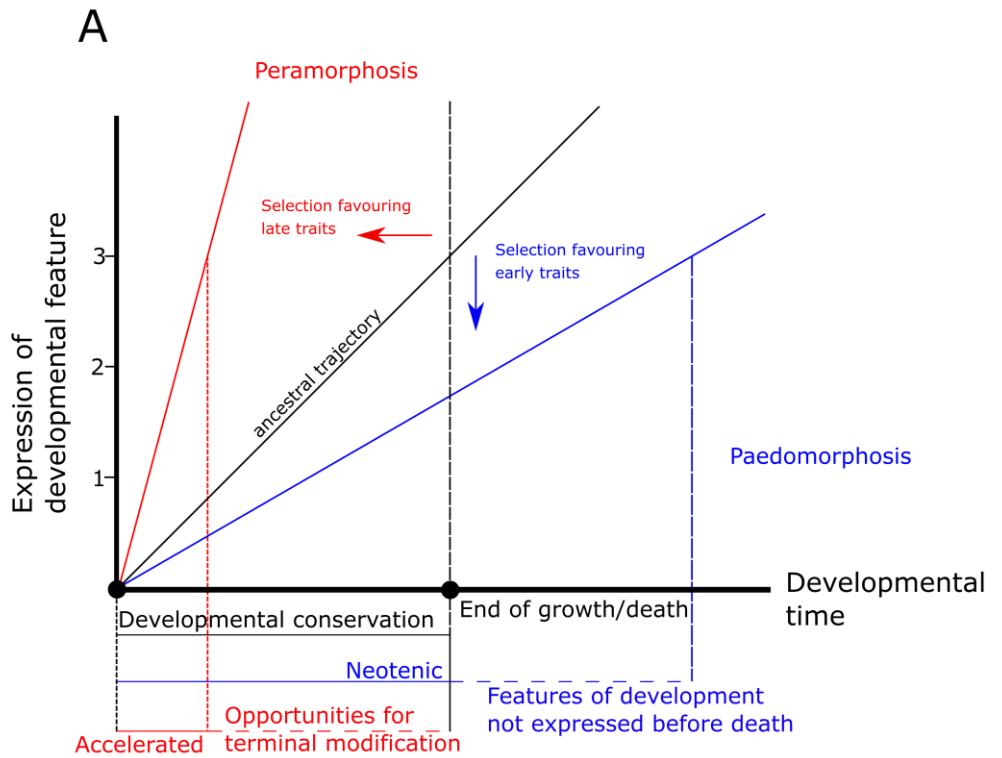 A
Peramorphosis
Selection favouring
late traits
Selection favouring
early traits
Expression of
developmental feature
3
2
1
ancestral trajectory
Paedomorphosis
Developmental
time
Developmental conservation
End of growth/death
Neotenic
Features of development
not expressed before death
Accelerated
Opportunities for
terminal modification